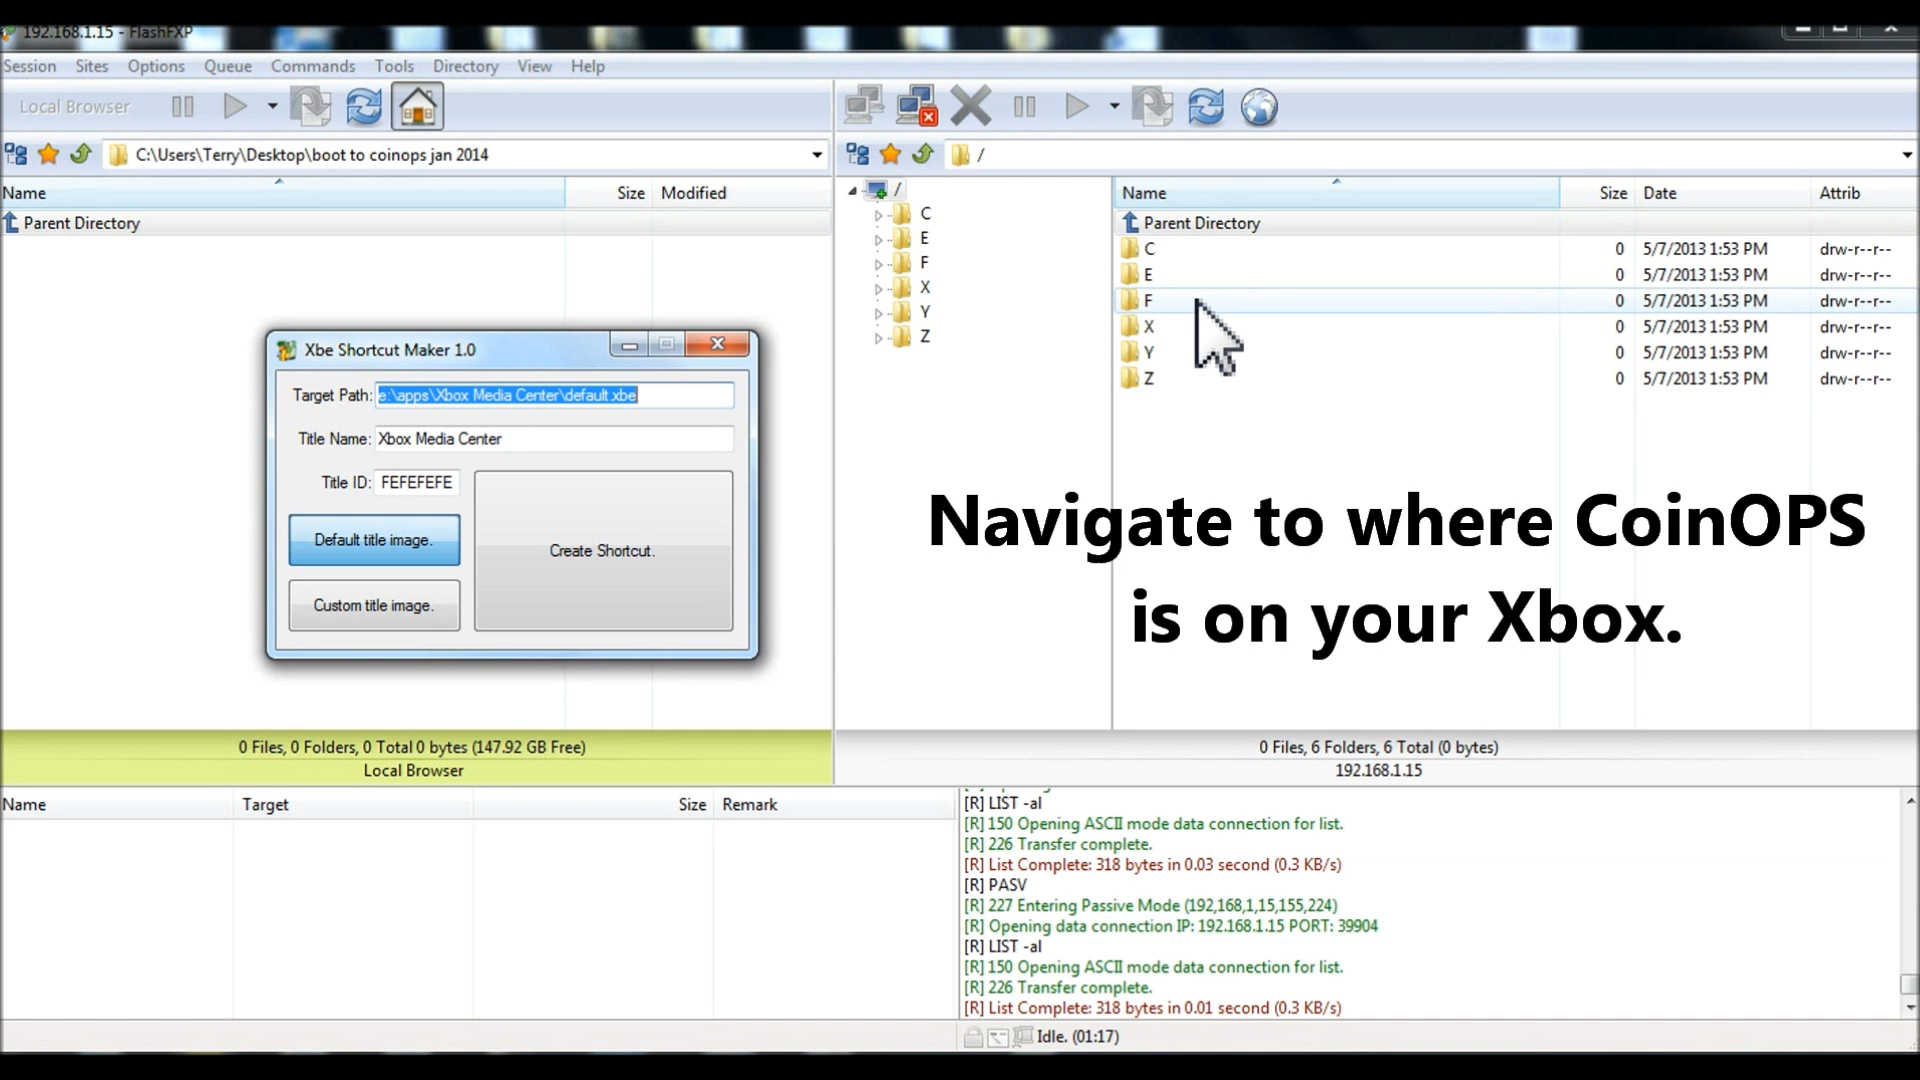 192.168.1.15 - FlashFXP
Session Sites Options Queue Commands Tools Directory View Help
Local Browser
C:\Users\Terry\Desktop\boot to coinops jan 2014
/
Name Size Modified
Parent Directory
/
C
E
F
X
Y
Z
Name Size Date Attrib
Parent Directory
C 0 5/7/2013 1:53 PM drw-r--r--
E 0 5/7/2013 1:53 PM drw-r--r--
F 0 5/7/2013 1:53 PM drw-r--r--
X 0 5/7/2013 1:53 PM drw-r--r--
Y 0 5/7/2013 1:53 PM drw-r--r--
Z 0 5/7/2013 1:53 PM drw-r--r--
Xbe Shortcut Maker 1.0
Target Path: e:\apps\Xbox Media Center\default.xbe
Title Name: Xbox Media Center
Title ID: FEFEFEFE
Default title image.
Custom title image.
Create Shortcut.
Navigate to where CoinOPS
is on your Xbox.
0 Files, 0 Folders, 0 Total 0 bytes (147.92 GB Free)
Local Browser
0 Files, 6 Folders, 6 Total (0 bytes)
192.168.1.15
Name Target Size Remark
[R] LIST -al
[R] 150 Opening ASCII mode data connection for list.
[R] 226 Transfer complete.
[R] List Complete: 318 bytes in 0.03 second (0.3 KB/s)
[R] PASV
[R] 227 Entering Passive Mode (192,168,1,15,155,224)
[R] Opening data connection IP: 192.168.1.15 PORT: 39904
[R] LIST -al
[R] 150 Opening ASCII mode data connection for list.
[R] 226 Transfer complete.
[R] List Complete: 318 bytes in 0.01 second (0.3 KB/s)
Idle. (01:17)